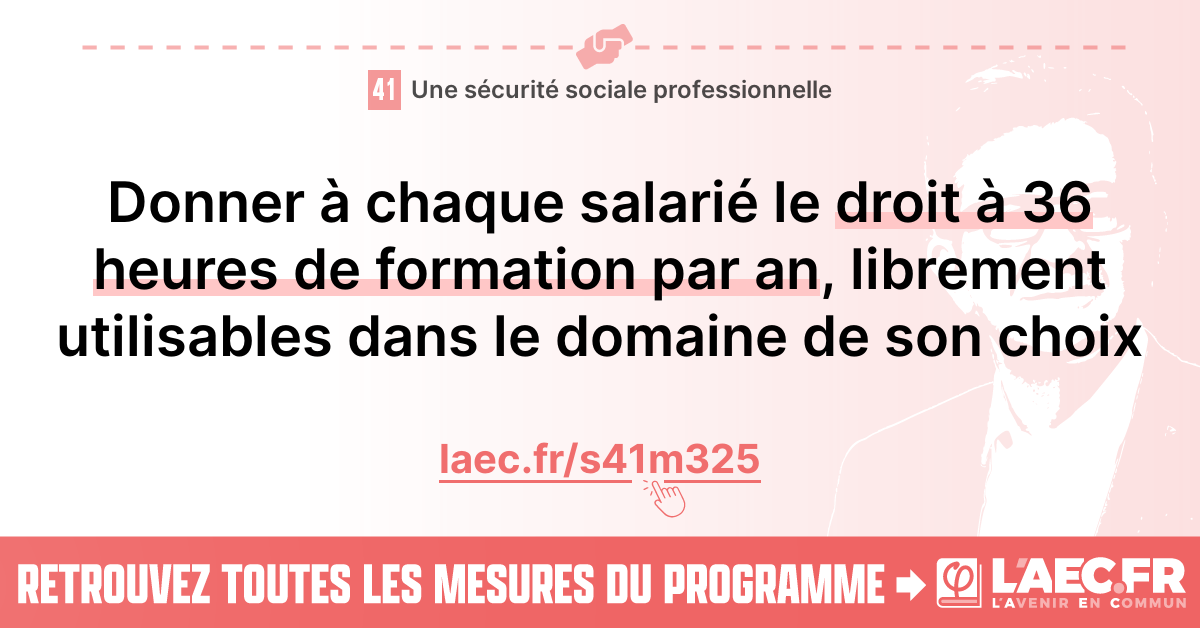 41 Une sécurité sociale professionnelle
Donner à chaque salarié le droit à 36
heures de formation par an, librement
utilisables dans le domaine de son choix
laec.fr/s41m325
RETROUVEZ TOUTES LES MESURES DU PROGRAMME
φ L'AEC.FR
L'AVENIR EN COMMUN